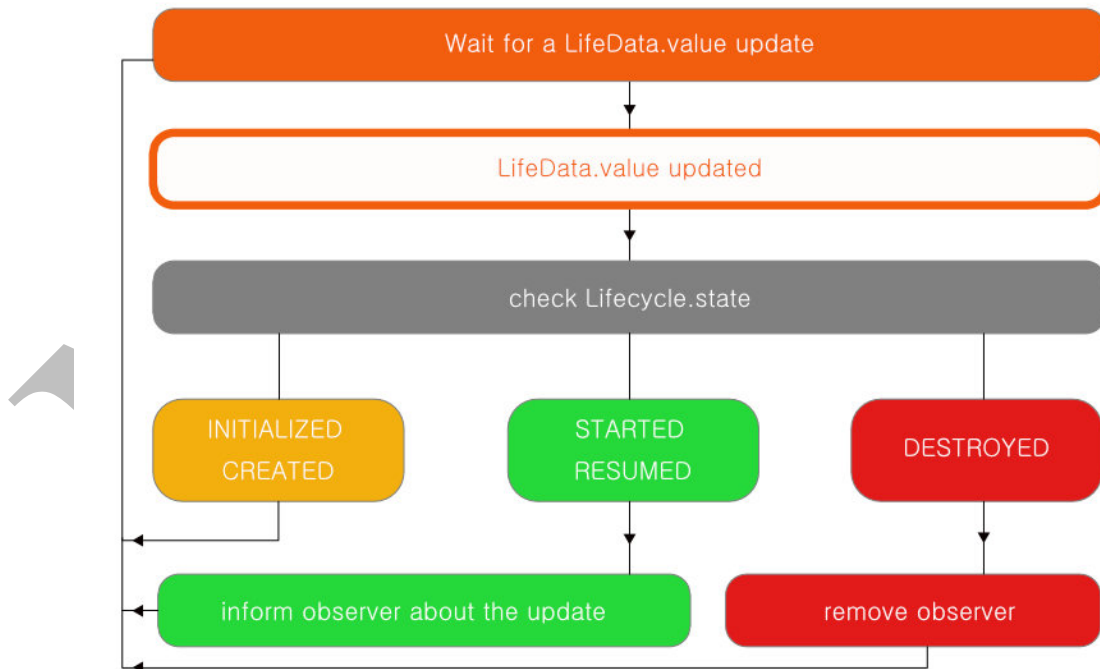 Wait for a LifeData.value update
LifeData.value updated
check Lifecycle.state
INITIALIZED
CREATED
STARTED
RESUMED
DESTROYED
inform observer about the update
remove observer